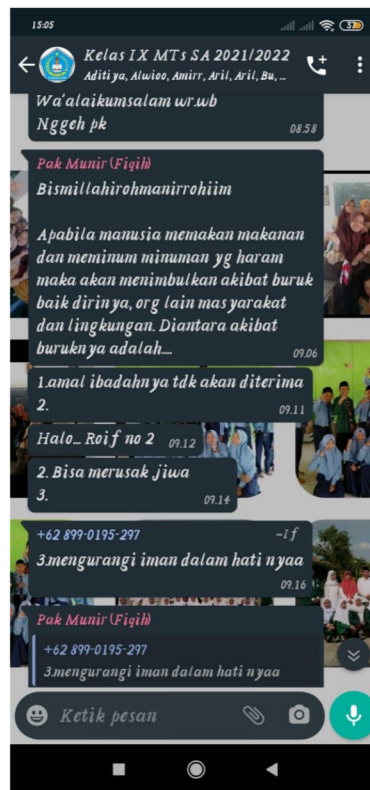 15:05
37
Kelas IX MTs SA 2021/2022
Aditiya, Alwioo, Amirr, Aril, Aril, Bu, ...
Wa'alaikumsalam wr.wb
Nggeh pk
08.58
Pak Munir (Fiqih)
Bismillahirohmanirrohiim
Apabila manusia memakan makanan
dan meminum minuman yg haram
maka akan menimbulkan akibat buruk
baik dirinya, org lain masyarakat
dan lingkungan. Diantara akibat
buruknya adalah....
09.06
1.amal ibadahnya tdk akan diterima
2.
09.11
Halo... Roif no 2 09.12
2. Bisa merusak jiwa
3.
09.14
+62 899-0195-297 ~If
3.mengurangi iman dalam hati nyaa
09.16
Pak Munir (Fiqih)
+62 899-0195-297
3.mengurangi iman dalam hati nyaa
Ketik pesan